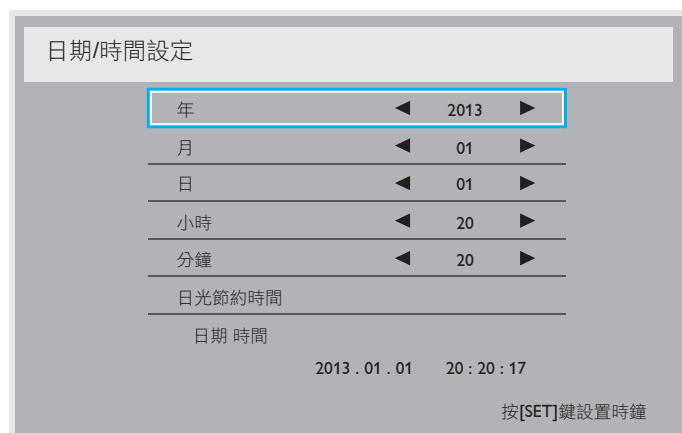 日期/時間設定
年 ◀ 2013 ▶
月 ◀ 01 ▶
日 ◀ 01 ▶
小時 ◀ 20 ▶
分鐘 ◀ 20 ▶
日光節約時間
日期 時間
2013 . 01 . 01 20 : 20 : 17
按[SET]鍵設置時鐘